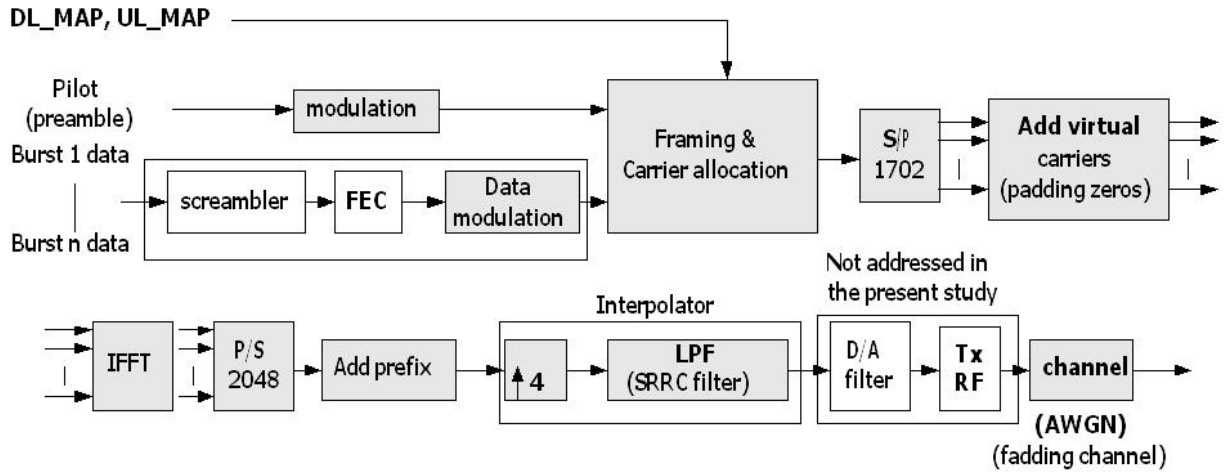 DL_MAP, UL_MAP
Pilot
(preamble)
modulation
Burst 1 data
Burst n data
screambler
FEC
Data
modulation
Framing &
Carrier allocation
S/P
1702
Add virtual
carriers
(padding zeros)
IFFT
P/S
2048
Add prefix
Interpolator
4
LPF
(SRRC filter)
Not addressed in
the present study
D/A
filter
Tx
RF
channel
(AWGN)
(fadding channel)